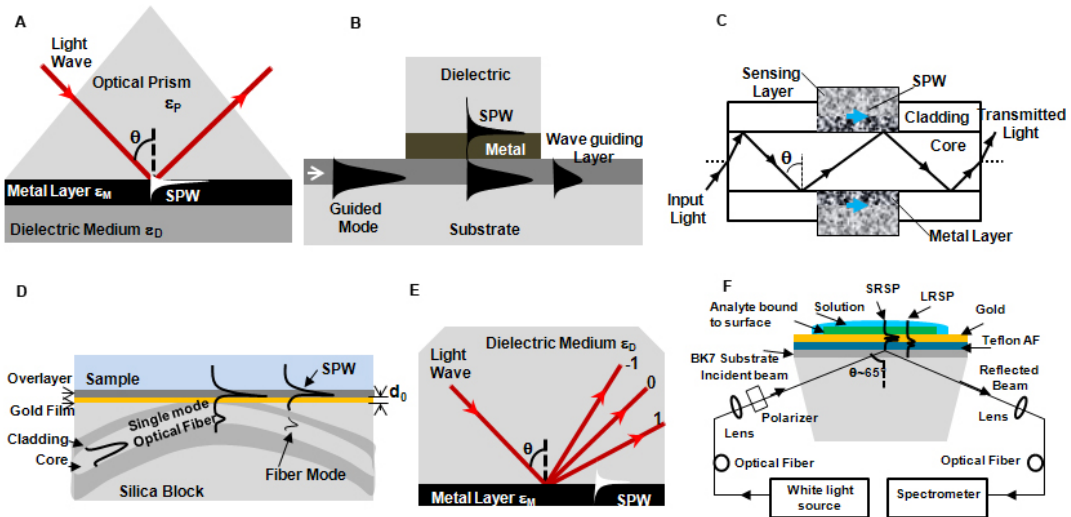 A
Light
Wave
Optical Prism
εP
θ
Metal Layer εM
SPW
Dielectric Medium εD
B
Dielectric
SPW
Metal
Wave guiding
Layer
Guided
Mode
Substrate
C
Sensing
Layer
SPW
Cladding
Transmitted
Light
Core
θ
Input
Light
Metal Layer
D
Overlayer
Sample
SPW
d0
Gold Film
Single mode
Optical Fiber
Cladding
Core
Fiber Mode
Silica Block
E
Dielectric Medium εD
Light
Wave
-1
0
1
θ
Metal Layer εM
SPW
F
SRSP
LRSP
Solution
Analyte bound
to surface
Gold
Teflon AF
BK7 Substrate
Incident beam
θ~65°
Reflected
Beam
Lens
Polarizer
Lens
Optical Fiber
Optical Fiber
White light
source
Spectrometer